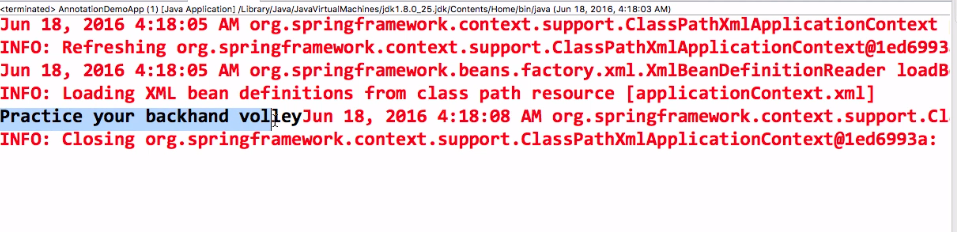 <terminated> AnnotationDemoApp (1) [Java Application] /Library/Java/JavaVirtualMachines/jdk1.8.0_25.jdk/Contents/Home/bin/java (Jun 18, 2016, 4:18:03 AM)
Jun 18, 2016 4:18:05 AM org.springframework.context.support.ClassPathXmlApplicationContext
INFO: Refreshing org.springframework.context.support.ClassPathXmlApplicationContext@1ed6993
Jun 18, 2016 4:18:05 AM org.springframework.beans.factory.xml.XmlBeanDefinitionReader loadB
INFO: Loading XML bean definitions from class path resource [applicationContext.xml]
Practice your backhand volleyJun 18, 2016 4:18:08 AM org.springframework.context.support.Cl
INFO: Closing org.springframework.context.support.ClassPathXmlApplicationContext@1ed6993a: